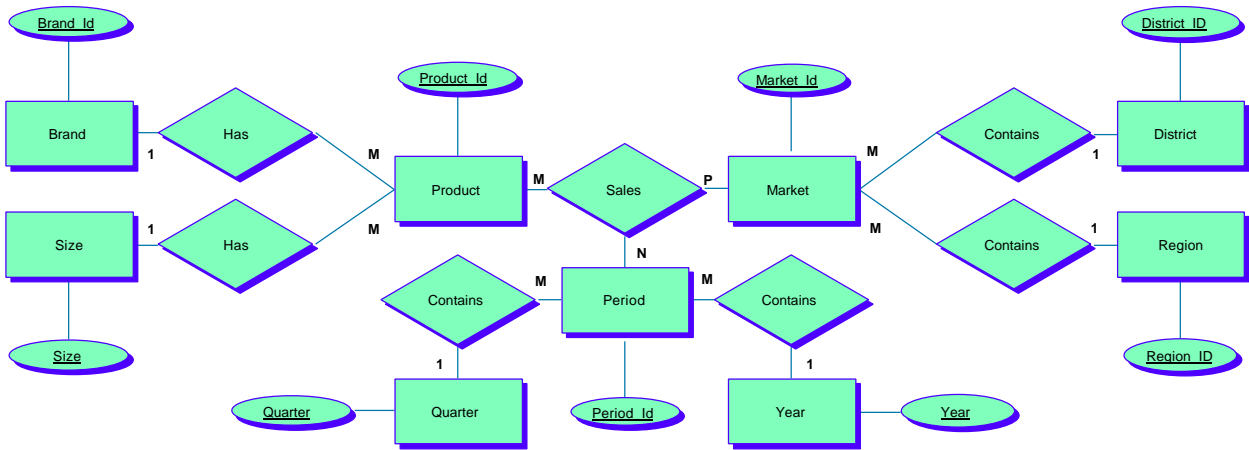 Brand_Id
District_ID
Product_Id
Market_Id
Brand
1
Has
M
Product
M
Sales
P
Market
M
Contains
1
District
Size
1
Has
M
M
Contains
1
Region
N
Contains
M
Period
M
Contains
Size
1
1
Region_ID
Quarter
Quarter
Period_Id
Year
Year